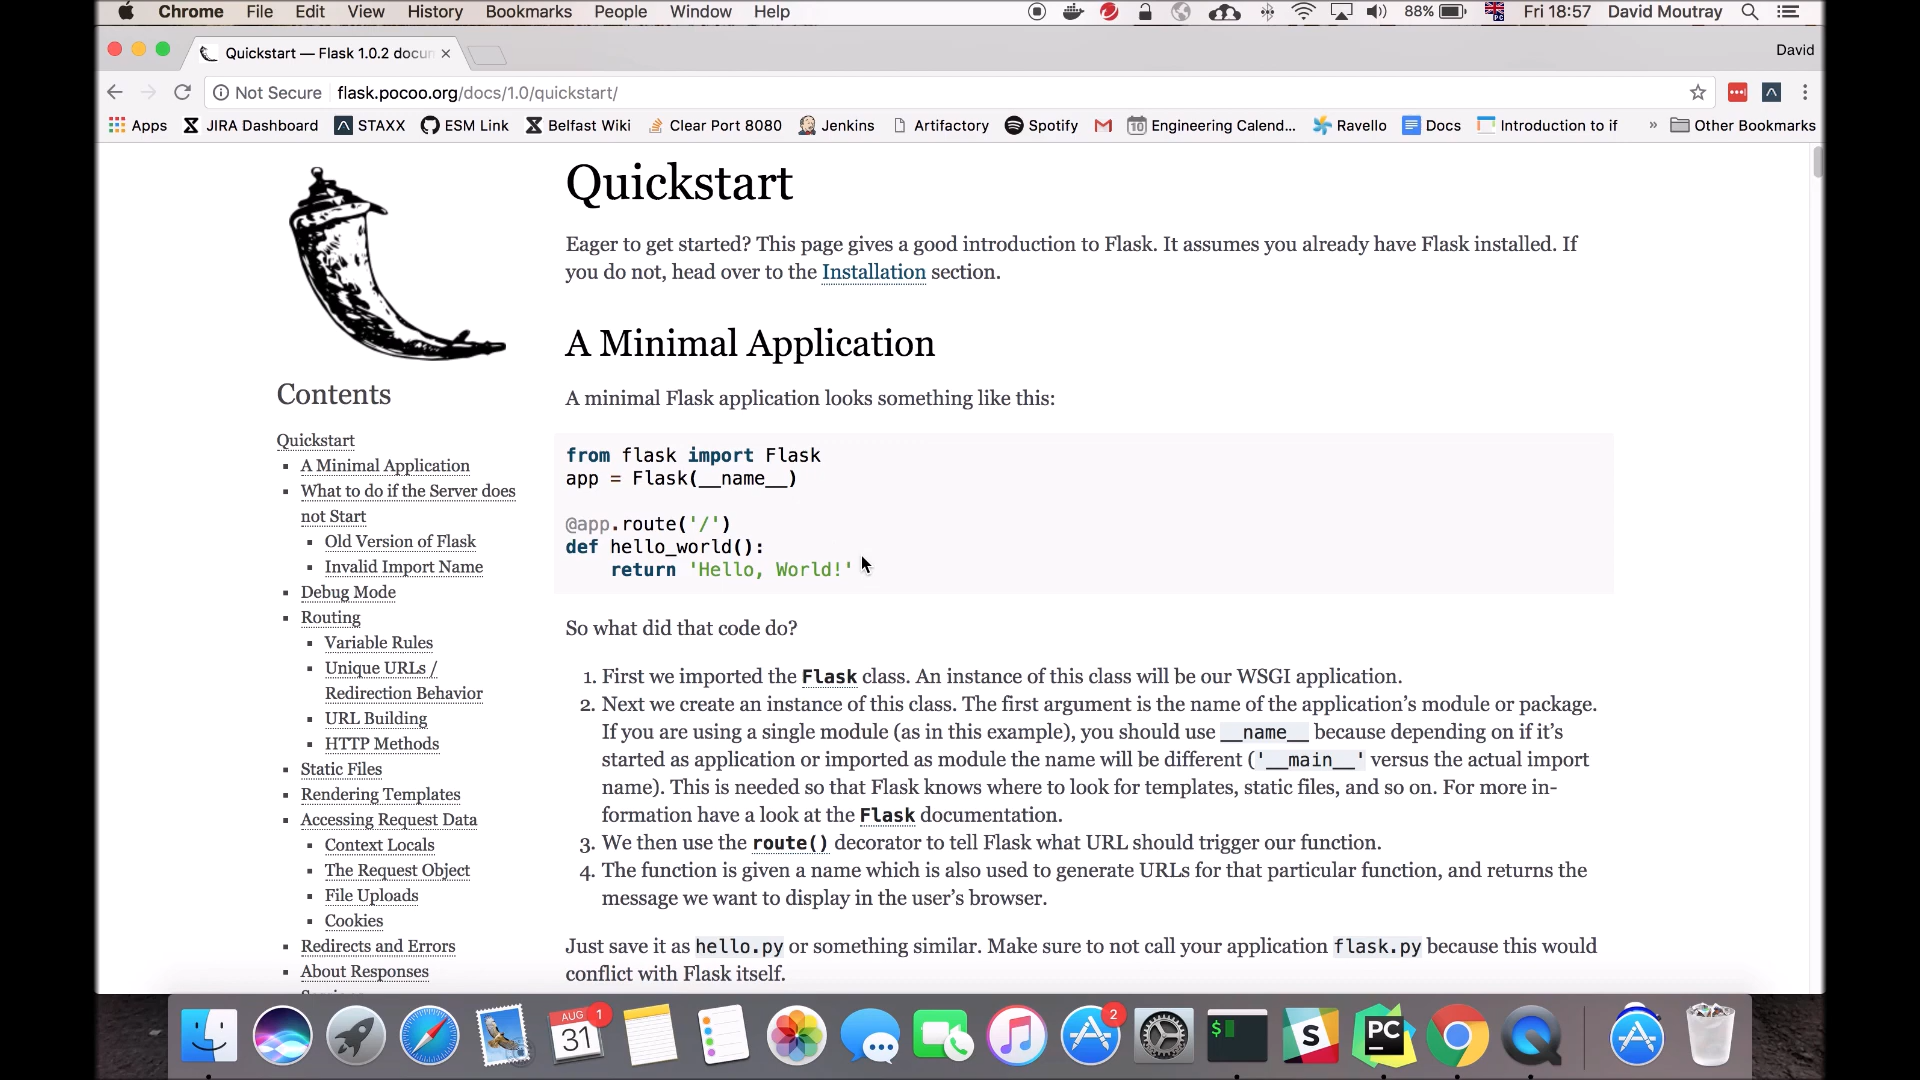 Chrome File Edit View History Bookmarks People Window Help 88% Fri 18:57 David Moutray
Quickstart — Flask 1.0.2 docum
David
Not Secure flask.pocoo.org/docs/1.0/quickstart/
Apps JIRA Dashboard STAXX ESM Link Belfast Wiki Clear Port 8080 Jenkins Artifactory Spotify 10 Engineering Calend... Ravello Docs Introduction to if » Other Bookmarks
Quickstart
Eager to get started? This page gives a good introduction to Flask. It assumes you already have Flask installed. If
you do not, head over to the Installation section.
A Minimal Application
A minimal Flask application looks something like this:
from flask import Flask
app = Flask(__name__)
@app.route('/')
def hello_world():
    return 'Hello, World!'
So what did that code do?
1. First we imported the Flask class. An instance of this class will be our WSGI application.
2. Next we create an instance of this class. The first argument is the name of the application’s module or package.
If you are using a single module (as in this example), you should use __name__ because depending on if it’s
started as application or imported as module the name will be different ('__main__' versus the actual import
name). This is needed so that Flask knows where to look for templates, static files, and so on. For more in-
formation have a look at the Flask documentation.
3. We then use the route() decorator to tell Flask what URL should trigger our function.
4. The function is given a name which is also used to generate URLs for that particular function, and returns the
message we want to display in the user’s browser.
Just save it as hello.py or something similar. Make sure to not call your application flask.py because this would
conflict with Flask itself.
Contents
Quickstart
A Minimal Application
What to do if the Server does
not Start
Old Version of Flask
Invalid Import Name
Debug Mode
Routing
Variable Rules
Unique URLs /
Redirection Behavior
URL Building
HTTP Methods
Static Files
Rendering Templates
Accessing Request Data
Context Locals
The Request Object
File Uploads
Cookies
Redirects and Errors
About Responses
AUG 31 1
2
$
S
PC